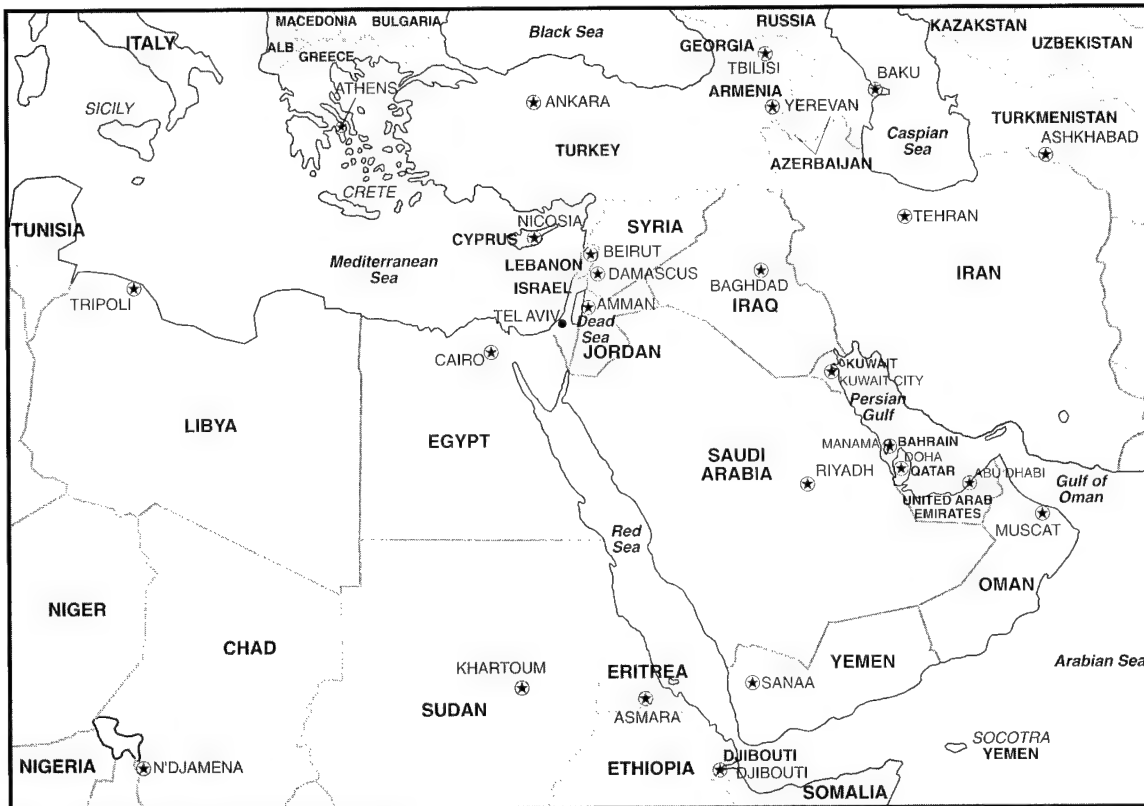 MACEDONIA
BULGARIA
Black Sea
RUSSIA
KAZAKSTAN
ITALY
ALB
GREECE
GEORGIA
TBILISI
UZBEKISTAN
ATHENS
BAKU
SICILY
ANKARA
ARMENIA
YEREVAN
TURKMENISTAN
Caspian
Sea
ASHKHABAD
TURKEY
AZERBAIJAN
CRETE
TUNISIA
NICOSIA
SYRIA
TEHRAN
CYPRUS
BEIRUT
Mediterranean
Sea
LEBANON
DAMASCUS
IRAN
ISRAEL
BAGHDAD
IRAQ
TRIPOLI
AMMAN
TEL AVIV
Dead
Sea
CAIRO
JORDAN
KUWAIT
KUWAIT CITY
Persian
Gulf
LIBYA
EGYPT
SAUDI
ARABIA
MANAMA
BAHRAIN
DOHA
QATAR
RIYADH
ABU DHABI
Gulf of
Oman
UNITED ARAB
EMIRATES
MUSCAT
Red
Sea
OMAN
NIGER
CHAD
KHARTOUM
ERITREA
YEMEN
Arabian Sea
SANAA
SUDAN
ASMARA
SOCOTRA
YEMEN
NIGERIA
N'DJAMENA
ETHIOPIA
DJIBOUTI
DJIBOUTI
SOMALIA